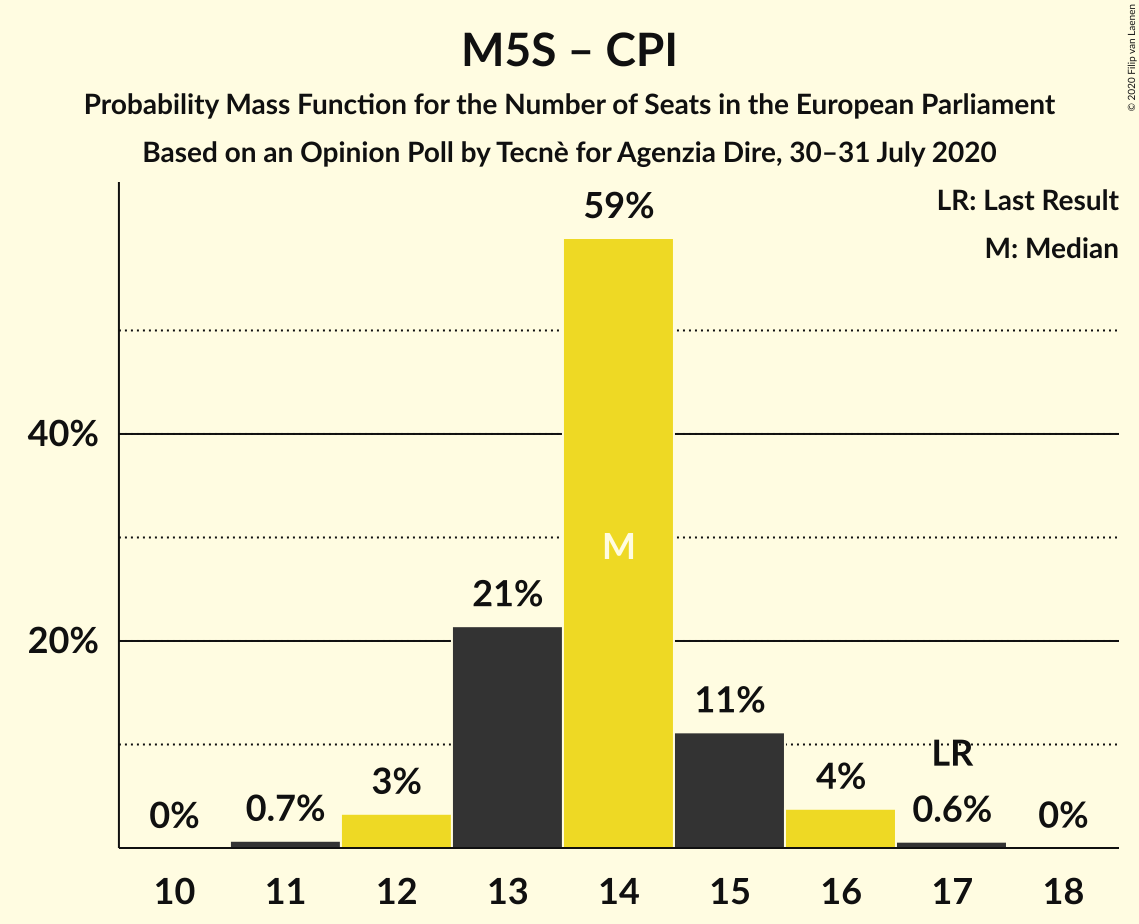 M5S – CPI
Probability Mass Function for the Number of Seats in the European Parliament
Based on an Opinion Poll by Tecnè for Agenzia Dire, 30–31 July 2020
© 2020 Filip van Laenen
LR: Last Result
M: Median
59%
40%
M
21%
20%
11%
LR
4%
3%
0.7%
0.6%
0%
0%
10 11 12 13 14 15 16 17 18